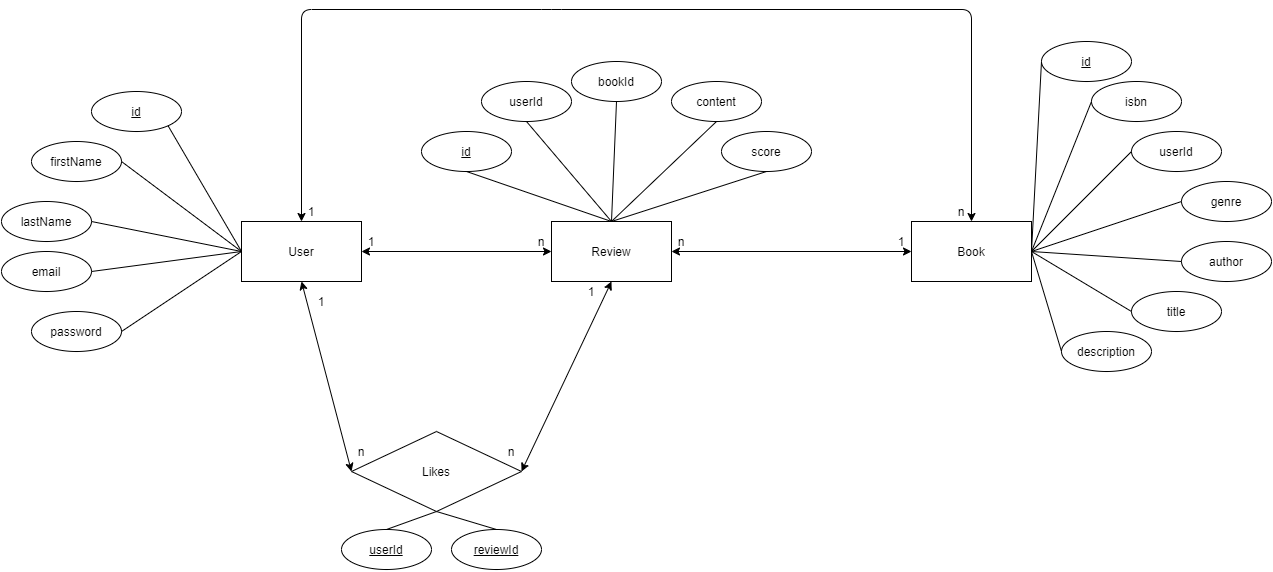 id
firstName
lastName
email
password
User
1
1
1
id
userId
bookId
content
score
n
Review
n
1
n
1
Book
id
isbn
userId
genre
author
title
description
n
n
Likes
userId
reviewId